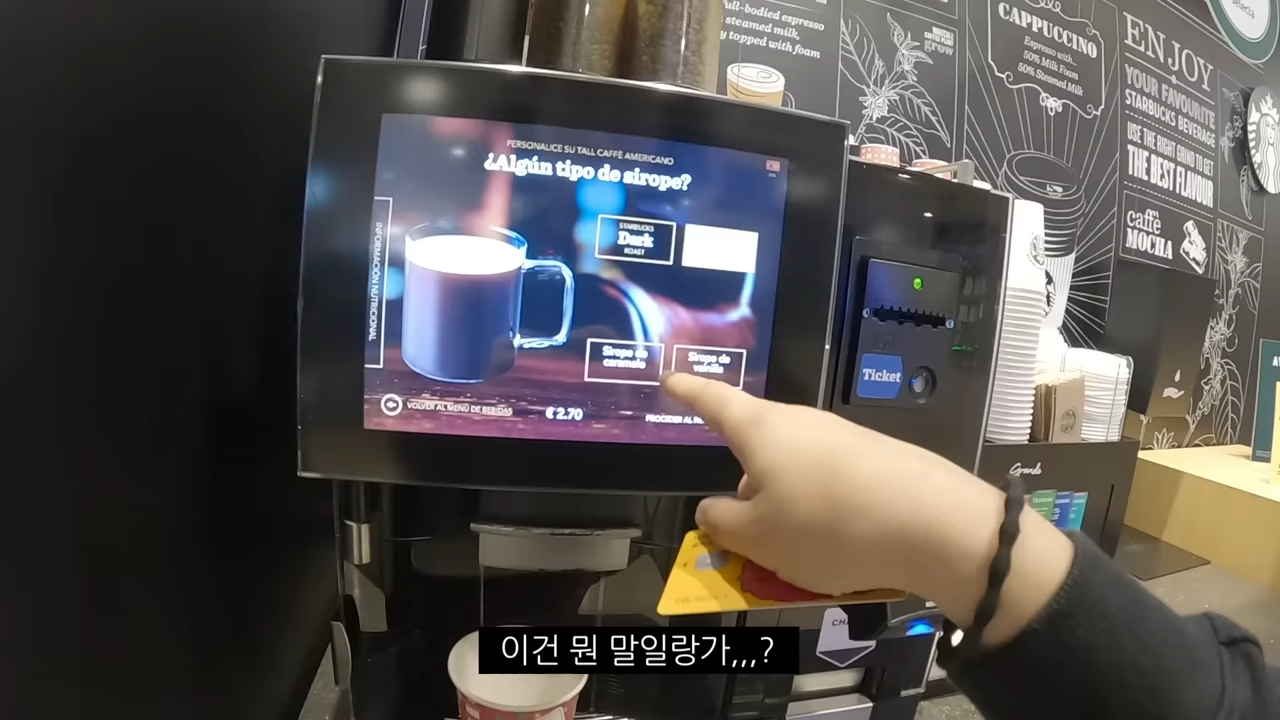 PERSONALICE SU TALL CAFFÈ AMERICANO
¿Algún tipo de sirope?
INFORMACIÓN NUTRICIONAL
STARBUCKS
Dark
ROAST
Sirope de
caramelo
Sirope de
vainilla
VOLVER AL MENÚ DE BEBIDAS
€ 2.70
PROCEDER AL
full-bodied espresso
steamed milk,
topped with foam
grow
CAPPUCCINO
Espresso with...
50% Milk Foam
50% Steamed Milk
ENJOY
YOUR FAVOURITE
STARBUCKS BEVERAGE
USE THE RIGHT GRIND TO GET
THE BEST FLAVOUR
caffè
MOCHA
Ticket
Grande
이건 뭔 말일랑가,,,?